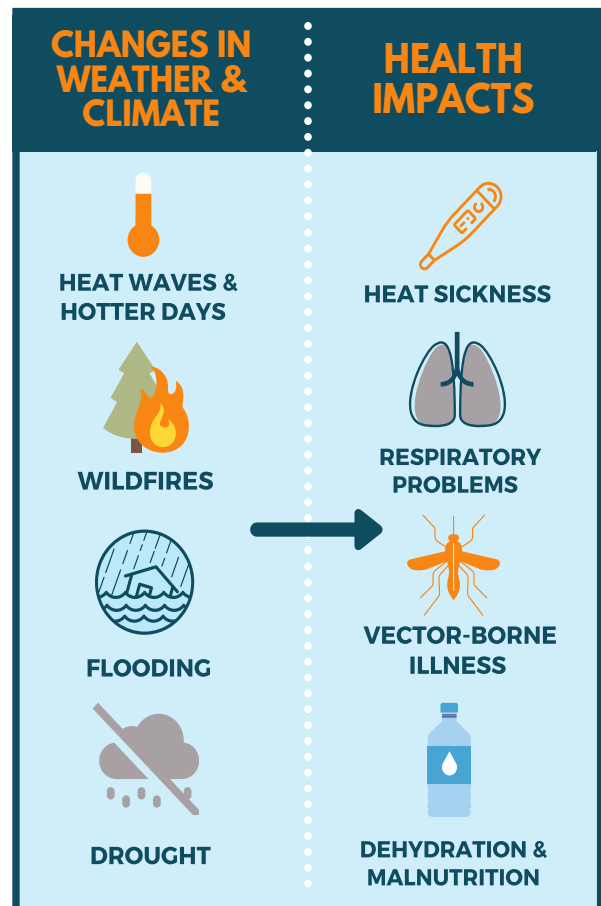 CHANGES IN
WEATHER &
CLIMATE
HEALTH
IMPACTS
HEAT WAVES &
HOTTER DAYS
HEAT SICKNESS
WILDFIRES
RESPIRATORY
PROBLEMS
FLOODING
VECTOR-BORNE
ILLNESS
DROUGHT
DEHYDRATION &
MALNUTRITION